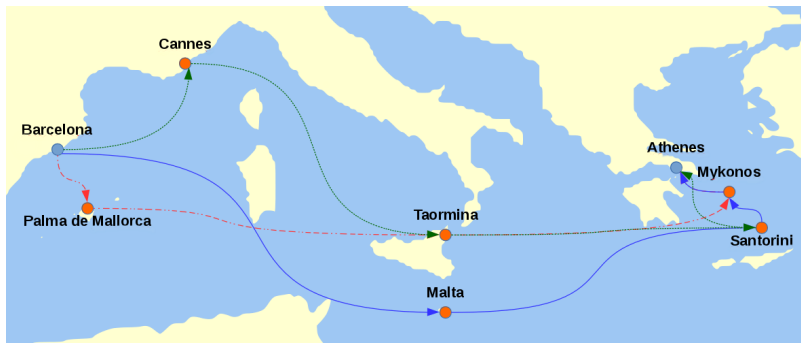 Cannes
Barcelona
Athenes
Mykonos
Palma de Mallorca
Taormina
Santorini
Malta